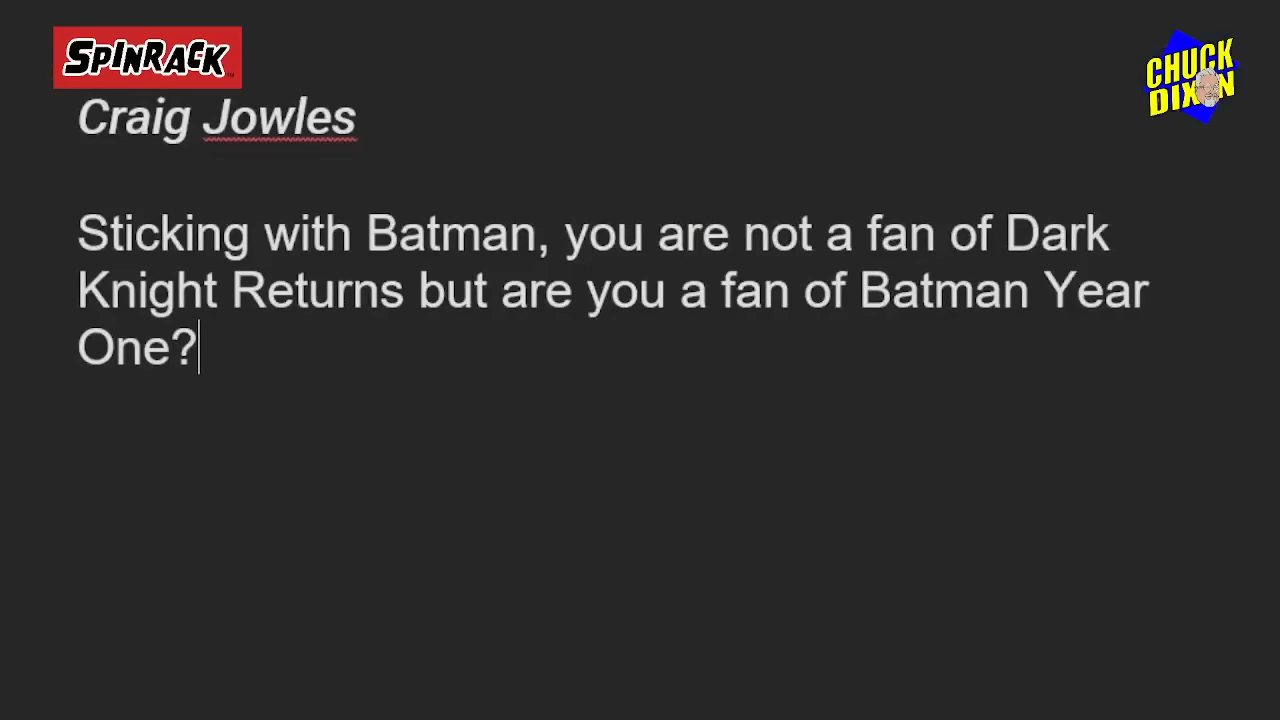 SPINRACK
CHUCK
DIXON
Craig Jowles
Sticking with Batman, you are not a fan of Dark
Knight Returns but are you a fan of Batman Year
One?